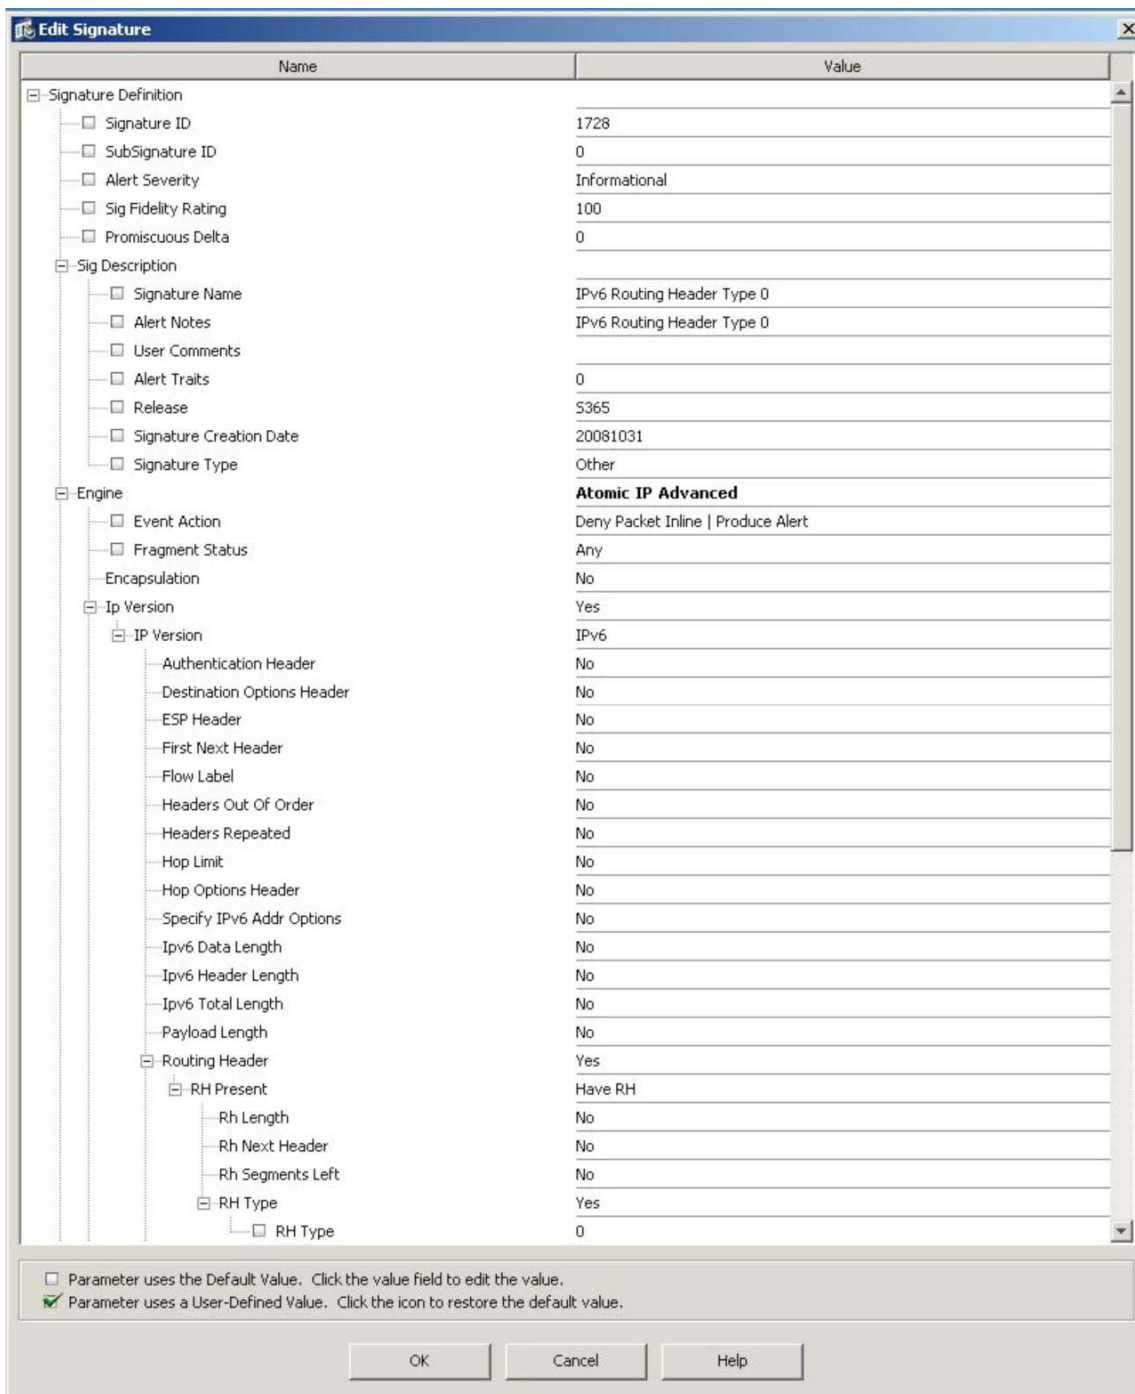 Edit Signature
Name Value
Signature Definition
Signature ID 1728
SubSignature ID 0
Alert Severity Informational
Sig Fidelity Rating 100
Promiscuous Delta 0
Sig Description
Signature Name IPv6 Routing Header Type 0
Alert Notes IPv6 Routing Header Type 0
User Comments
Alert Traits 0
Release S365
Signature Creation Date 20081031
Signature Type Other
Engine Atomic IP Advanced
Event Action Deny Packet Inline | Produce Alert
Fragment Status Any
Encapsulation No
Ip Version Yes
IP Version IPv6
Authentication Header No
Destination Options Header No
ESP Header No
First Next Header No
Flow Label No
Headers Out Of Order No
Headers Repeated No
Hop Limit No
Hop Options Header No
Specify IPv6 Addr Options No
Ipv6 Data Length No
Ipv6 Header Length No
Ipv6 Total Length No
Payload Length No
Routing Header Yes
RH Present Have RH
Rh Length No
Rh Next Header No
Rh Segments Left No
RH Type Yes
RH Type 0
Parameter uses the Default Value. Click the value field to edit the value.
Parameter uses a User-Defined Value. Click the icon to restore the default value.
OK Cancel Help